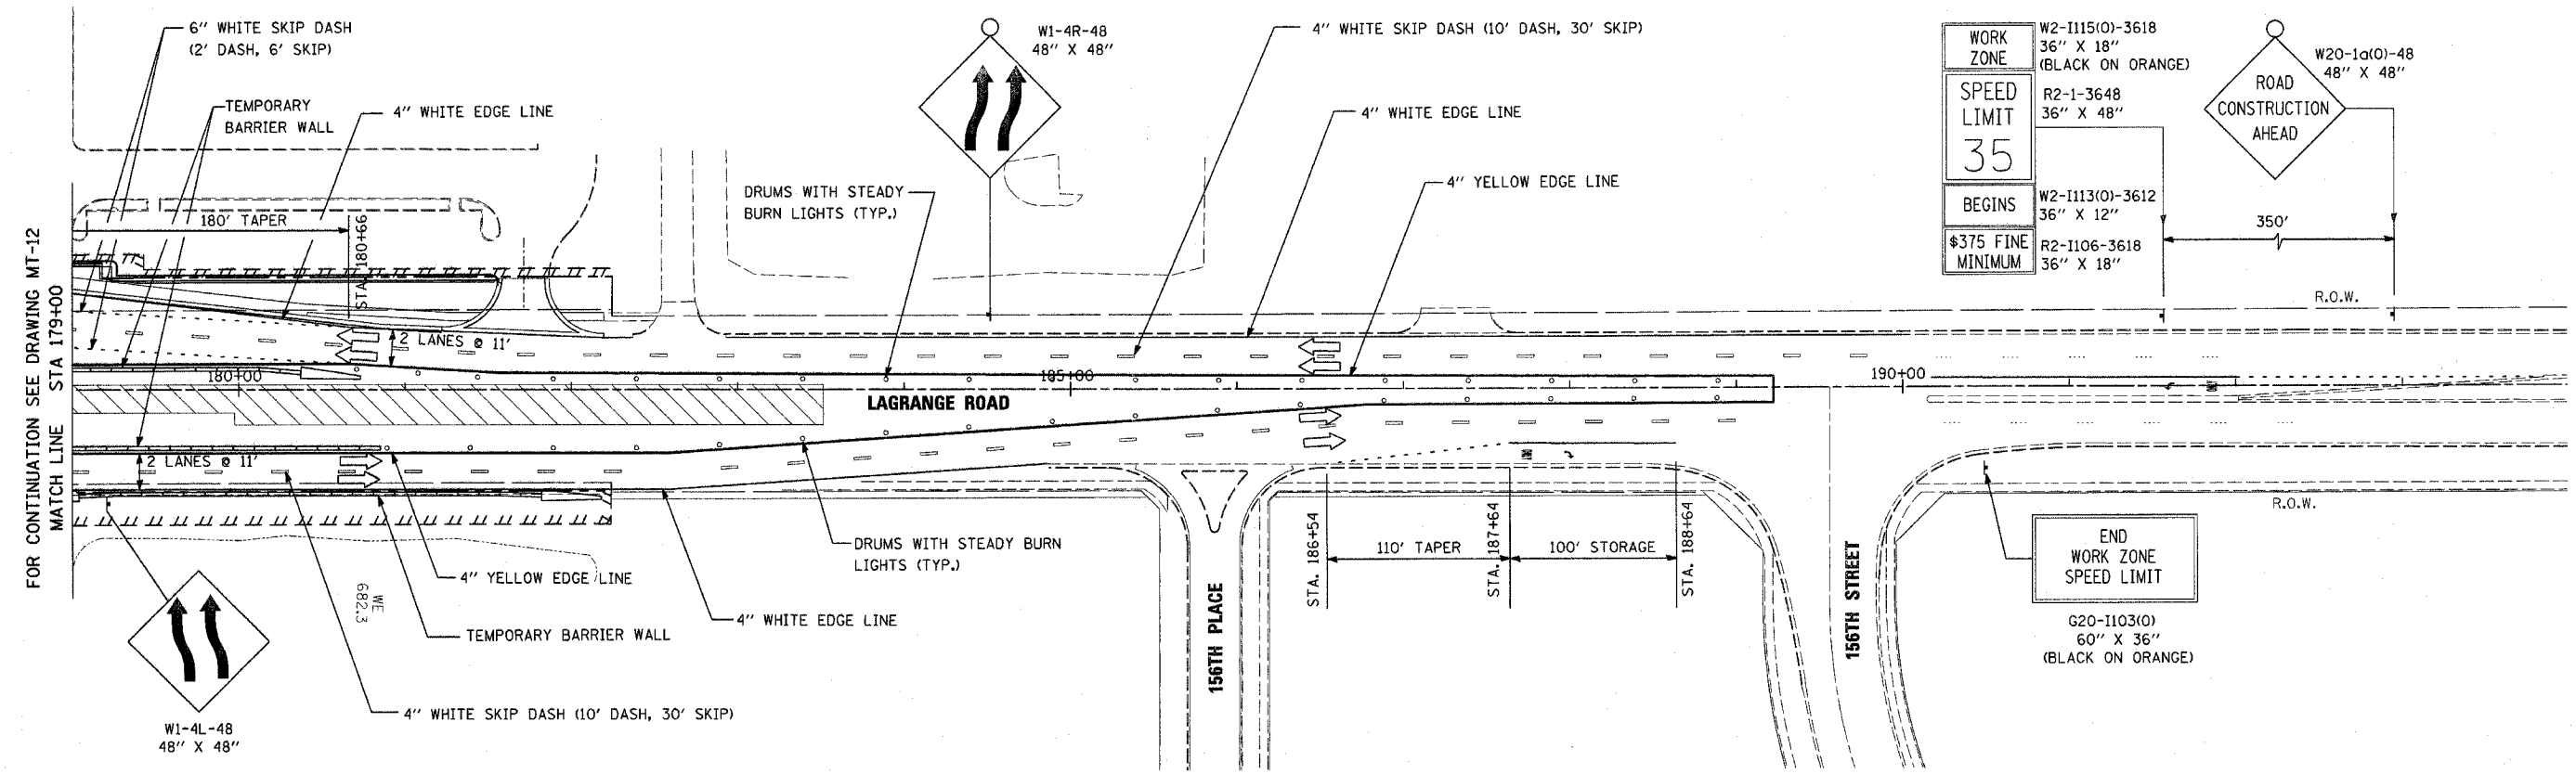 6" WHITE SKIP DASH
(2' DASH, 6' SKIP)
TEMPORARY
BARRIER WALL
4" WHITE EDGE LINE
W1-4R-48
48" X 48"
4" WHITE SKIP DASH (10' DASH, 30' SKIP)
4" WHITE EDGE LINE
4" YELLOW EDGE LINE
DRUMS WITH STEADY
BURN LIGHTS (TYP.)
WORK
ZONE
W2-I115(O)-3618
36" X 18"
(BLACK ON ORANGE)
SPEED
LIMIT
35
R2-1-3648
36" X 48"
BEGINS
W2-I113(O)-3612
36" X 12"
$375 FINE
MINIMUM
R2-I106-3618
36" X 18"
W20-1a(O)-48
48" X 48"
ROAD
CONSTRUCTION
AHEAD
350'
R.O.W.
FOR CONTINUATION SEE DRAWING MT-12
MATCH LINE STA 179+00
180' TAPER
STA. 180+66
2 LANES @ 11'
180+00
185+00
190+00
LAGRANGE ROAD
2 LANES @ 11'
R.O.W.
DRUMS WITH STEADY BURN
LIGHTS (TYP.)
4" YELLOW EDGE LINE
WE
682.3
4" WHITE EDGE LINE
TEMPORARY BARRIER WALL
4" WHITE SKIP DASH (10' DASH, 30' SKIP)
W1-4L-48
48" X 48"
156TH PLACE
STA. 186+54
110' TAPER
STA. 187+64
100' STORAGE
STA. 188+64
156TH STREET
END
WORK ZONE
SPEED LIMIT
G20-I103(O)
60" X 36"
(BLACK ON ORANGE)